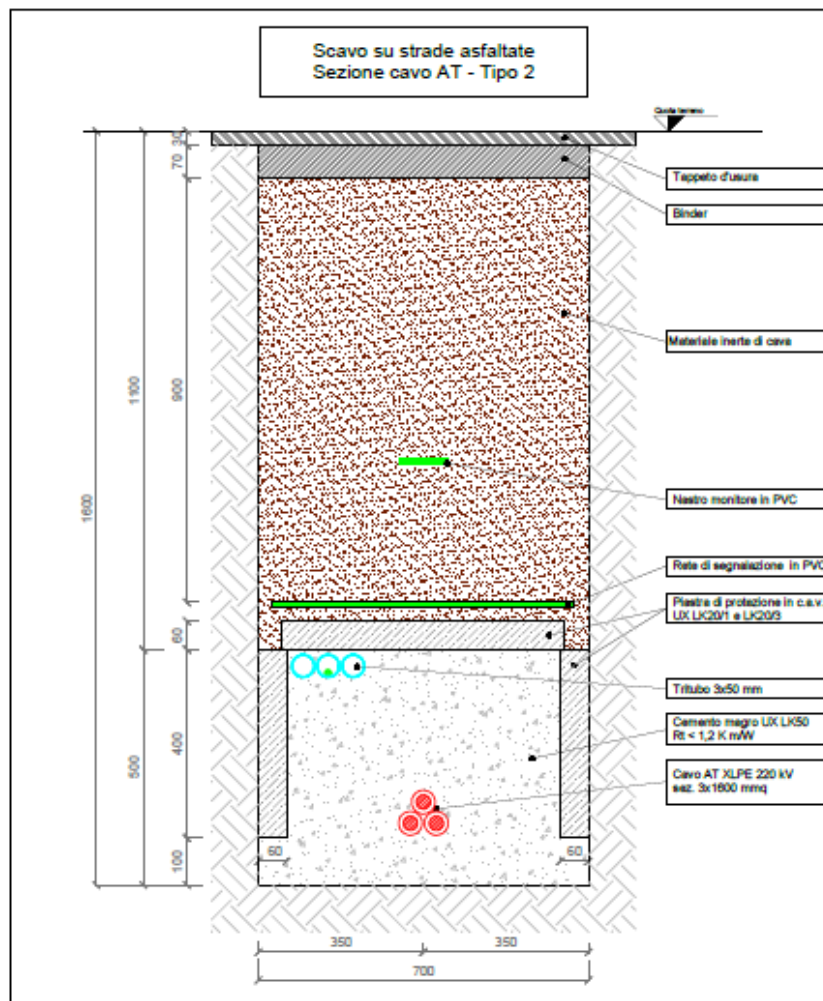 Scavo su strade asfaltate
Sezione cavo AT - Tipo 2
Quota terreno
30
70
Tappeto d'usura
Binder
Materiale inerte di cava
1100
900
1600
Nastro monitore in PVC
Rete di segnalazione in PVC
Piastra di protezione in c.a.v.
UX LK20/1 e LK20/3
60
Tritubo 3x50 mm
Cemento magro UX LK50
Rt < 1,2 K m/W
400
500
Cavo AT XLPE 220 kV
sez. 3x1600 mmq
100
60
60
350
350
700